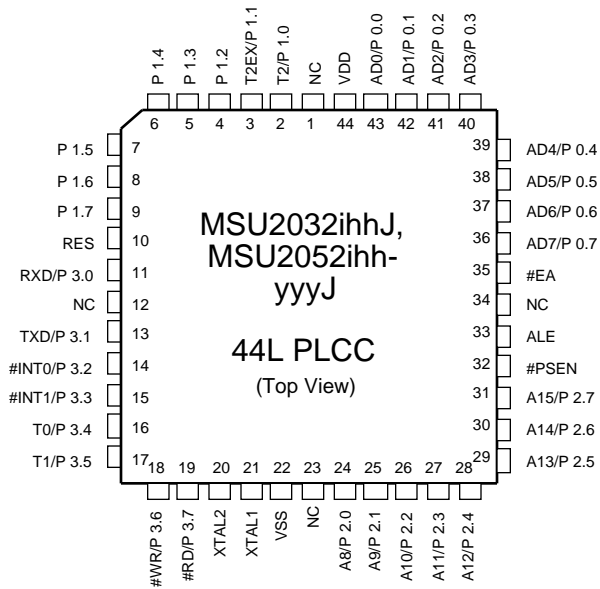 P 1.4
P 1.3
P 1.2
T2EX/P 1.1
T2/P 1.0
NC
VDD
AD0/P 0.0
AD1/P 0.1
AD2/P 0.2
AD3/P 0.3
6 5 4 3 2 1 44 43 42 41 40
P 1.5 7
P 1.6 8
P 1.7 9
RES 10
RXD/P 3.0 11
NC 12
TXD/P 3.1 13
#INT0/P 3.2 14
#INT1/P 3.3 15
T0/P 3.4 16
T1/P 3.5 17
MSU2032ihhJ,
MSU2052ihh-
yyyJ
44L PLCC
(Top View)
39 AD4/P 0.4
38 AD5/P 0.5
37 AD6/P 0.6
36 AD7/P 0.7
35 #EA
34 NC
33 ALE
32 #PSEN
31 A15/P 2.7
30 A14/P 2.6
29 A13/P 2.5
18 19 20 21 22 23 24 25 26 27 28
#WR/P 3.6
#RD/P 3.7
XTAL2
XTAL1
VSS
NC
A8/P 2.0
A9/P 2.1
A10/P 2.2
A11/P 2.3
A12/P 2.4